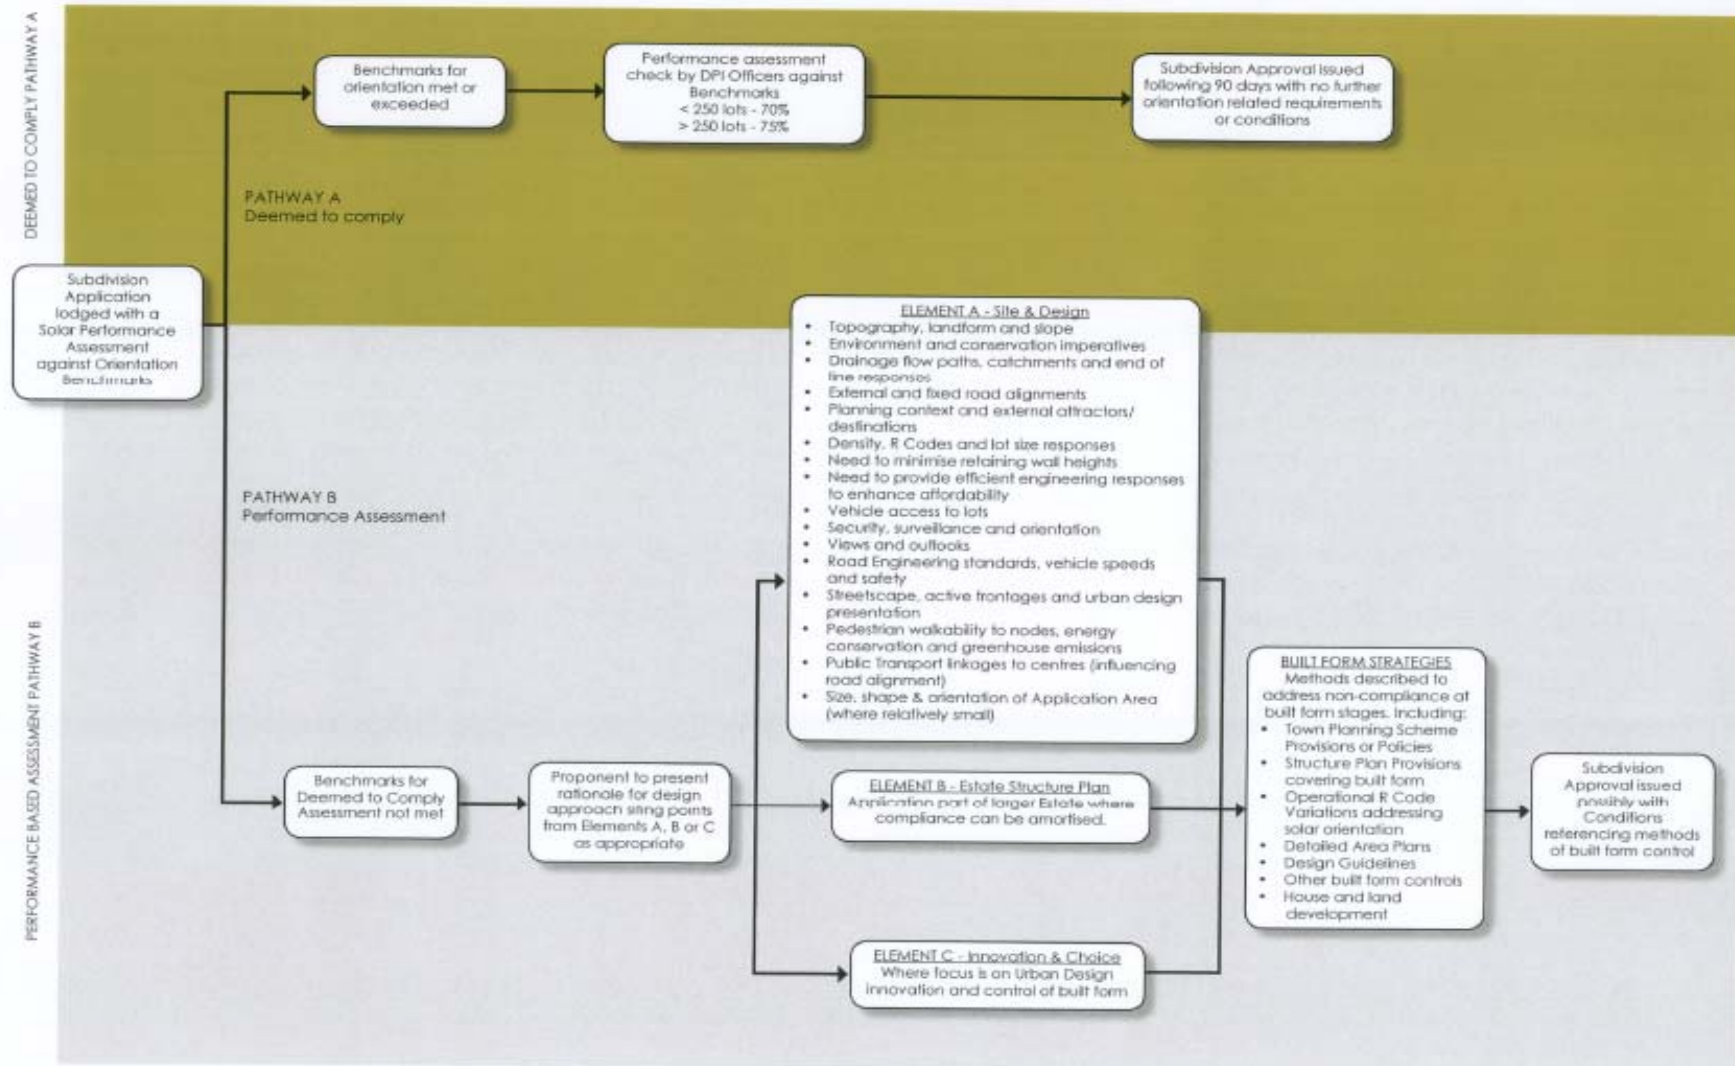 DEEMED TO COMPLY PATHWAY A
Benchmarks for
orientation met or
exceeded
Performance assessment
check by DPI Officers against
Benchmarks
< 250 lots - 70%
> 250 lots - 75%
Subdivision Approval issued
following 90 days with no further
orientation related requirements
or conditions
PATHWAY A
Deemed to comply
Subdivision
Application
lodged with a
Solar Performance
Assessment
against Orientation
Benchmarks
PATHWAY B
Performance Assessment
PERFORMANCE BASED ASSESSMENT PATHWAY B
Benchmarks for
Deemed to Comply
Assessment not met
Proponent to present
rationale for design
approach siting points
from Elements A, B or C
as appropriate
ELEMENT A - Site & Design
• Topography, landform and slope
• Environment and conservation imperatives
• Drainage flow paths, catchments and end of
line responses
• External and fixed road alignments
• Planning context and external attractors/
destinations
• Density, R Codes and lot size responses
• Need to minimise retaining wall heights
• Need to provide efficient engineering responses
to enhance affordability
• Vehicle access to lots
• Security, surveillance and orientation
• Views and outlooks
• Road Engineering standards, vehicle speeds
and safety
• Streetscape, active frontages and urban design
presentation
• Pedestrian walkability to nodes, energy
conservation and greenhouse emissions
• Public Transport linkages to centres (influencing
road alignment)
• Size, shape & orientation of Application Area
(where relatively small)
ELEMENT B - Estate Structure Plan
Application part of larger Estate where
compliance can be amortised.
ELEMENT C - Innovation & Choice
Where focus is on Urban Design
innovation and control of built form
BUILT FORM STRATEGIES
Methods described to
address non-compliance at
built form stages, including:
• Town Planning Scheme
Provisions or Policies
• Structure Plan Provisions
covering built form
• Operational R Code
Variations addressing
solar orientation
• Detailed Area Plans
• Design Guidelines
• Other built form controls
• House and land
development
Subdivision
Approval issued
possibly with
Conditions
referencing methods
of built form control